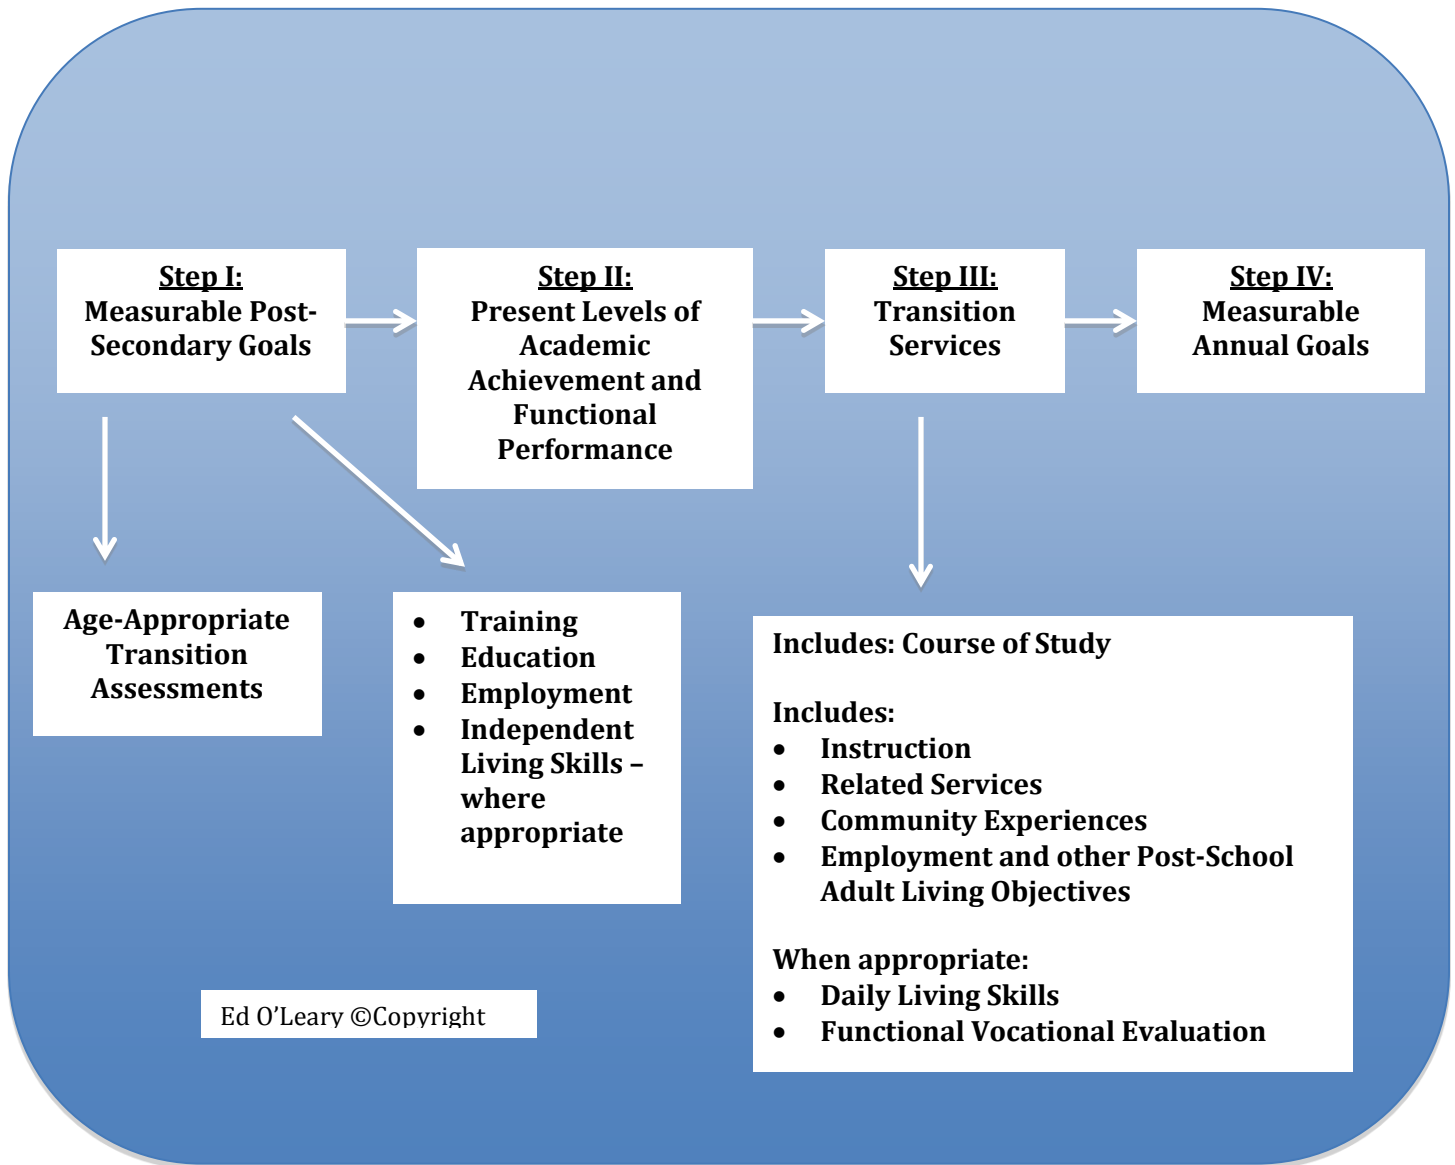 Step I:
Measurable Post-
Secondary Goals
Step II:
Present Levels of
Academic
Achievement and
Functional
Performance
Step III:
Transition
Services
Step IV:
Measurable
Annual Goals
Age-Appropriate
Transition
Assessments
• Training
• Education
• Employment
• Independent
Living Skills –
where
appropriate
Includes: Course of Study
Includes:
• Instruction
• Related Services
• Community Experiences
• Employment and other Post-School
Adult Living Objectives
When appropriate:
• Daily Living Skills
• Functional Vocational Evaluation
Ed O’Leary ©Copyright